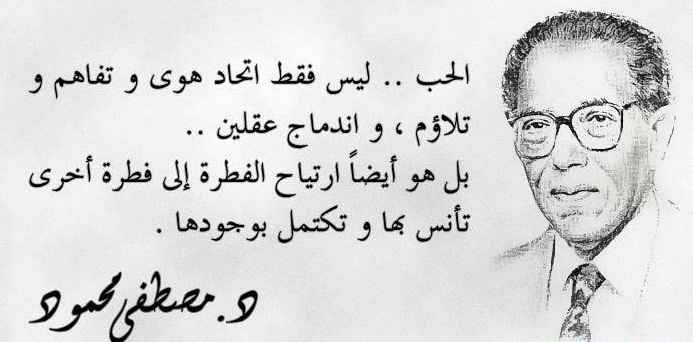 الحب .. ليس فقط اتحاد هوى و تفاهم و
تلاؤم ، و اندماج عقلين ..
بل هو أيضاً ارتياح الفطرة إلى فطرة أخرى
تأنس بها و تكتمل بوجودها .
د. مصطفى محمود